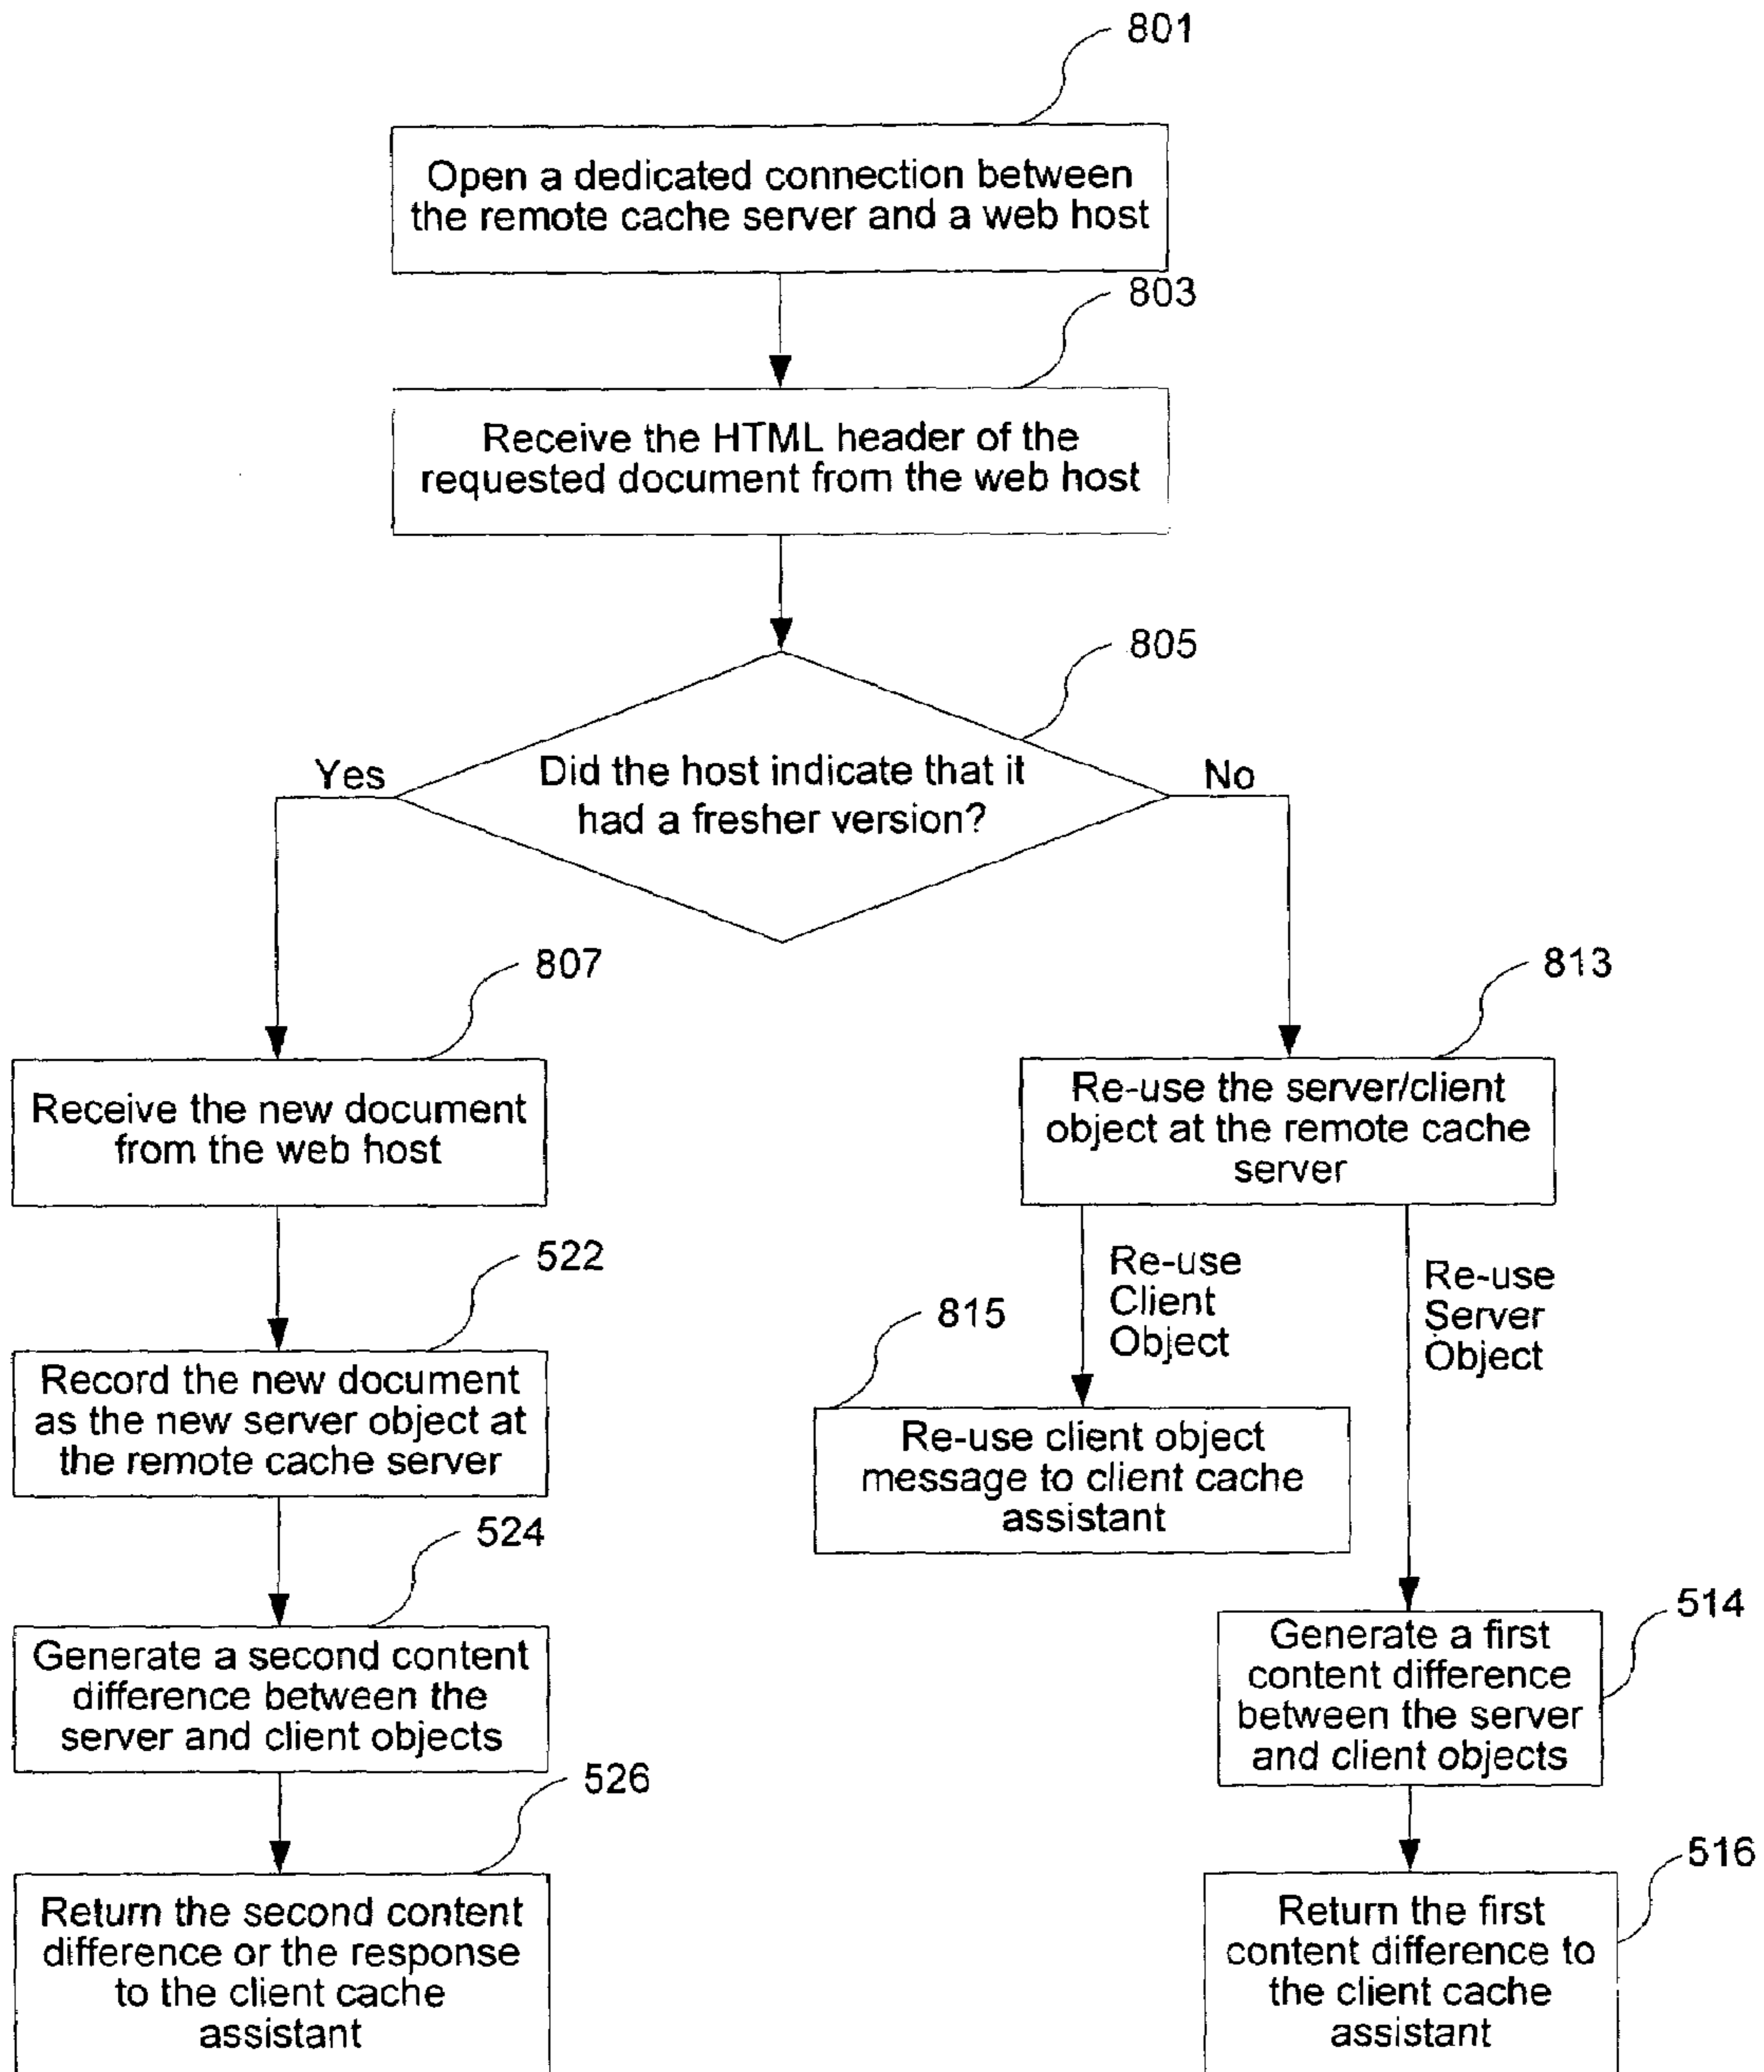 801
Open a dedicated connection between
the remote cache server and a web host
803
Receive the HTML header of the
requested document from the web host
805
Did the host indicate that it
had a fresher version?
Yes
No
807
Receive the new document
from the web host
813
Re-use the server/client
object at the remote cache
server
522
Record the new document
as the new server object at
the remote cache server
Re-use
Client
Object
Re-use
Server
Object
815
Re-use client object
message to client cache
assistant
524
Generate a second content
difference between the
server and client objects
514
Generate a first
content difference
between the server
and client objects
526
Return the second content
difference or the response
to the client cache
assistant
516
Return the first
content difference to
the client cache
assistant